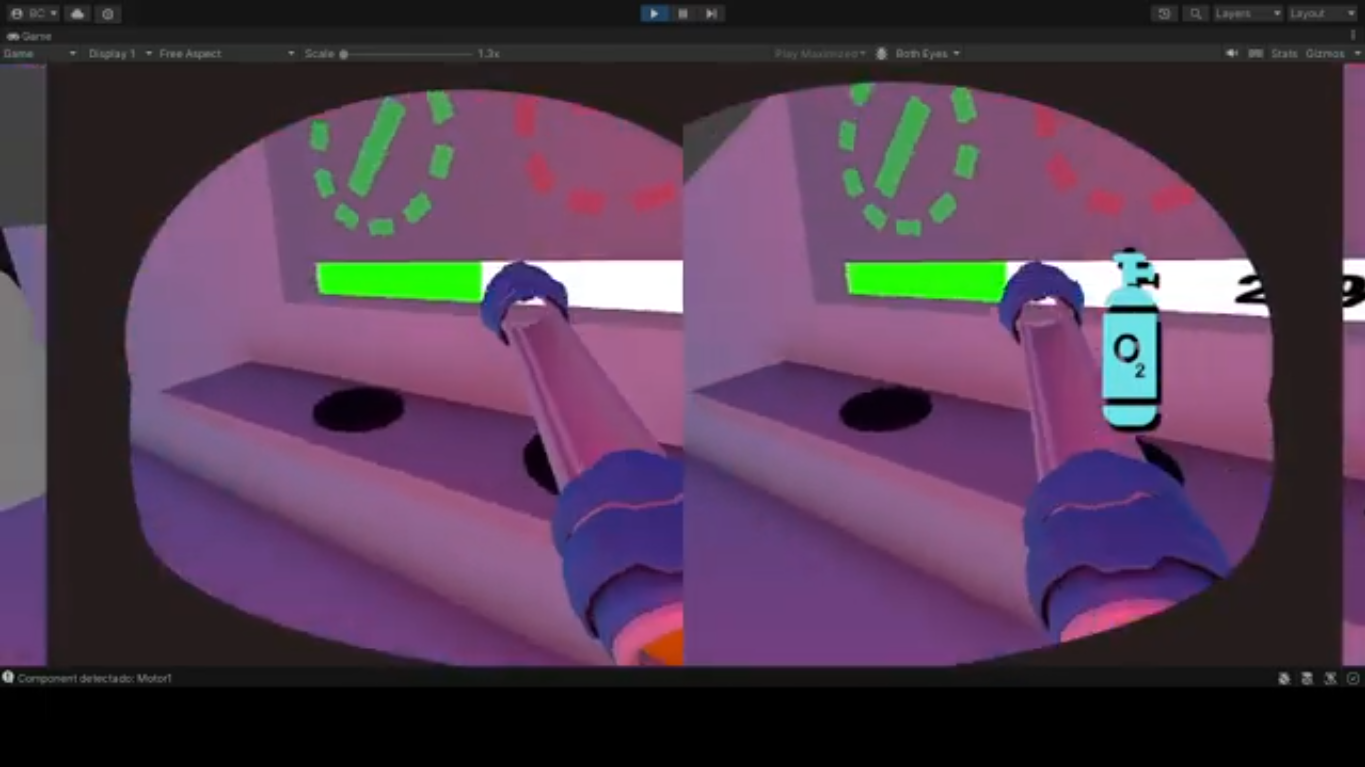 BC
Layers
Layout
Game
Game
Display 1
Free Aspect
Scale
1.3x
Play Maximized
Both Eyes
Stats
Gizmos
2
9
O2
Component detectado: Motor1